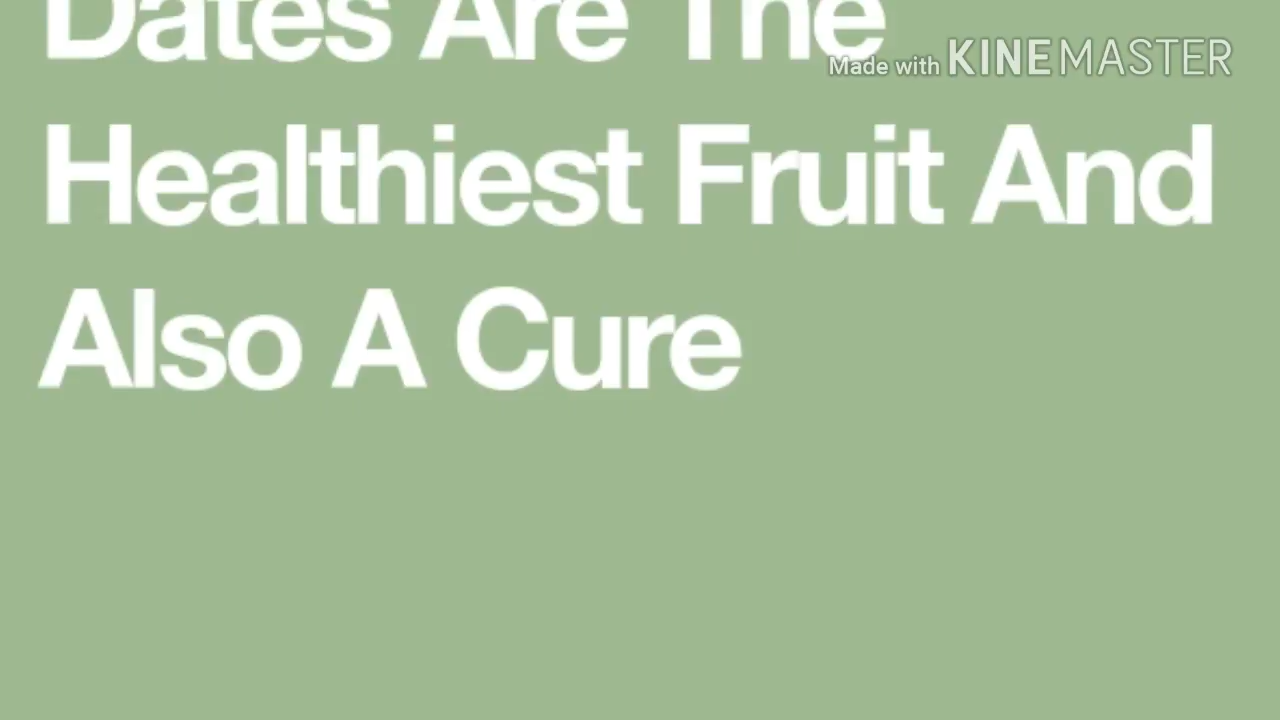 Dates Are The
Made with KINEMASTER
Healthiest Fruit And
Also A Cure